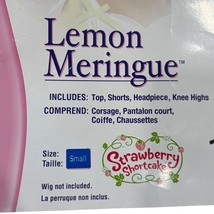 Lemon
Meringue™
INCLUDES: Top, Shorts, Headpiece, Knee Highs
COMPREND: Corsage, Pantalon court,
Coiffe, Chaussettes
Size:
Taille:
Small
Strawberry
Shortcake
Wig not included.
La perruque non inclus.